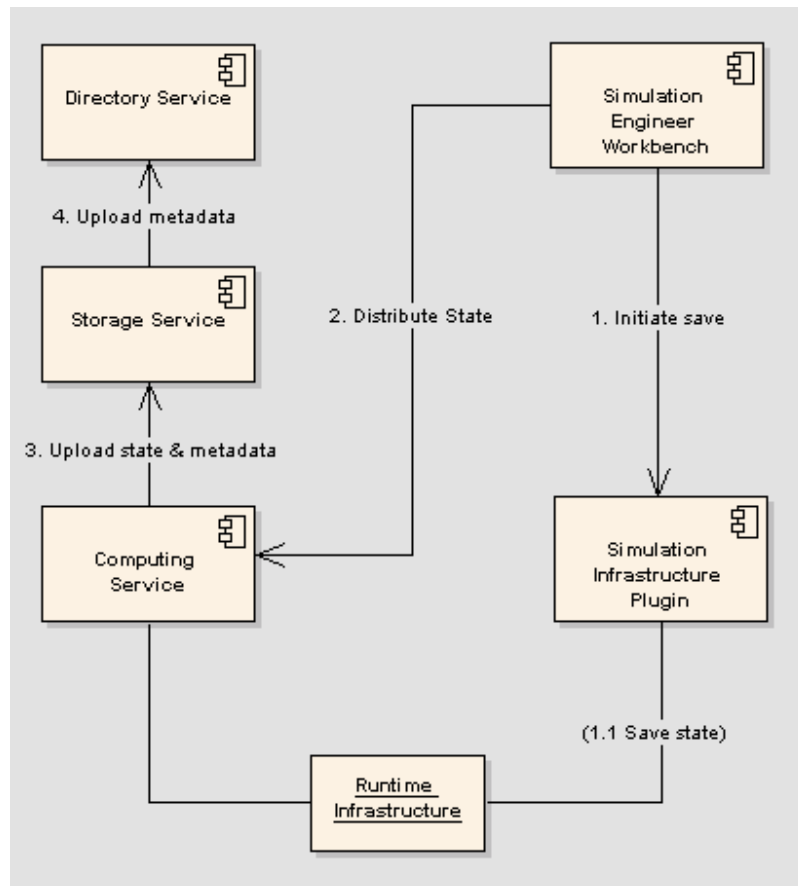 Directory Service
Simulation
Engineer
Workbench
4. Upload metadata
Storage Service
2. Distribute State
1. Initiate save
3. Upload state & metadata
Computing
Service
Simulation
Infrastructure
Plugin
(1.1 Save state)
Runtime
Infrastructure